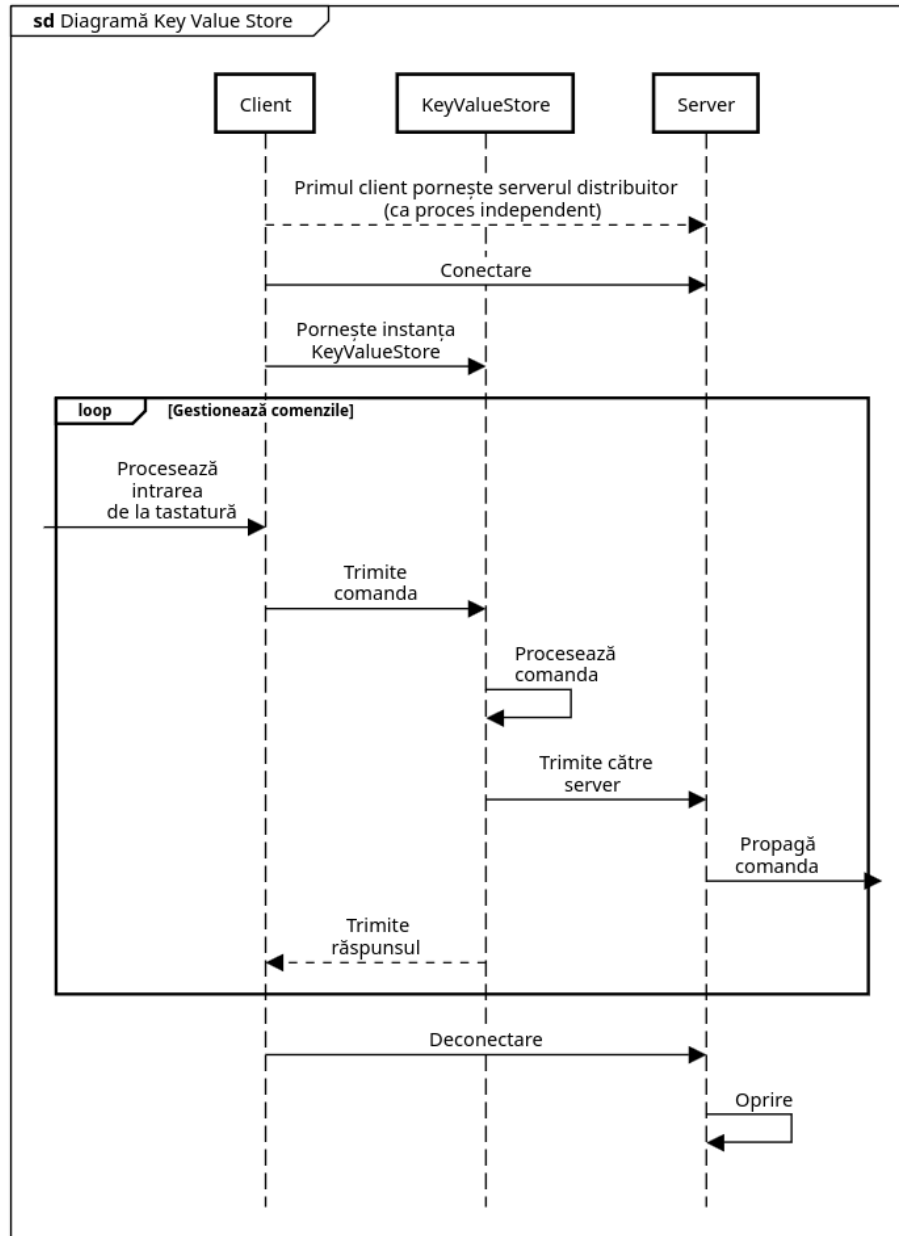 sd Diagramă Key Value Store
Client
KeyValueStore
Server
Primul client pornește serverul distribuitor
(ca proces independent)
Conectare
Pornește instanța
KeyValueStore
loop
[Gestionează comenzile]
Procesează
intrarea
de la tastatură
Trimite
comanda
Procesează
comanda
Trimite către
server
Propagă
comanda
Trimite
răspunsul
Deconectare
Oprire